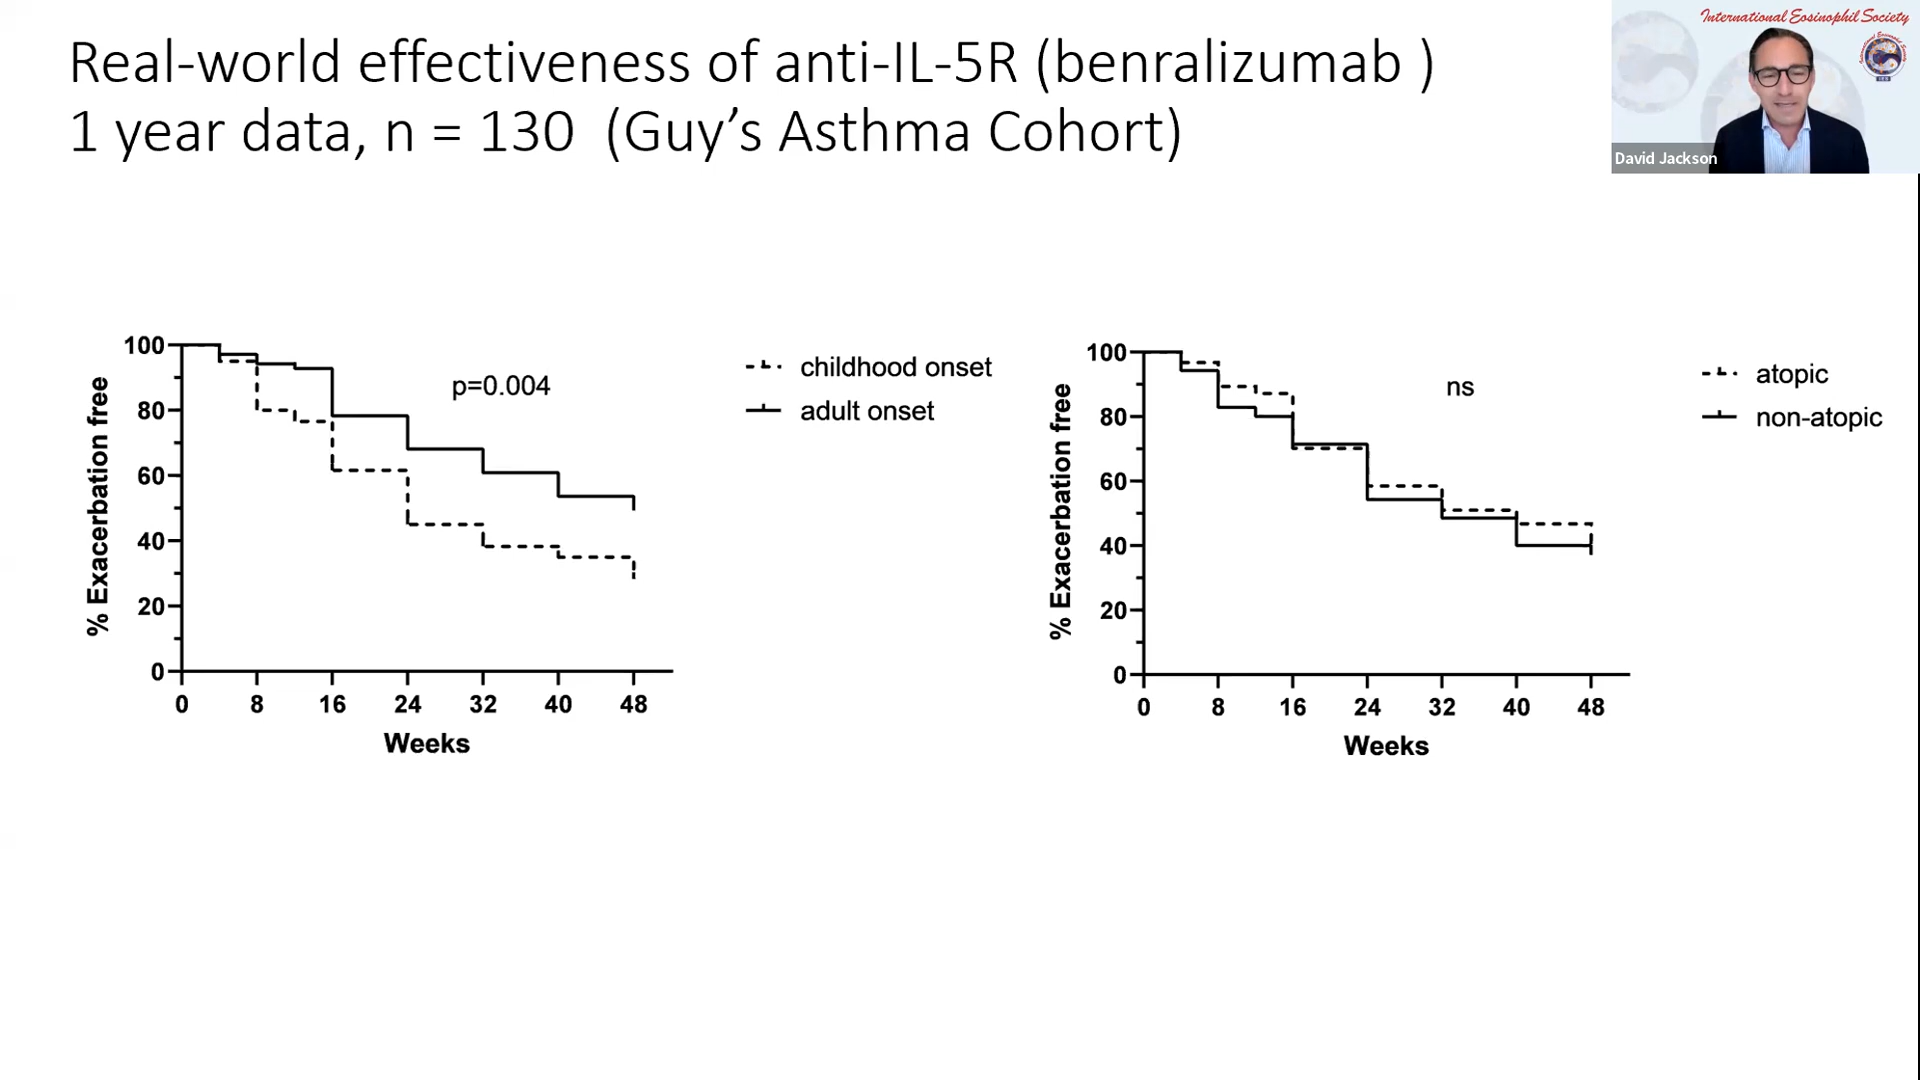 Real-world effectiveness of anti-IL-5R (benralizumab )
1 year data, n = 130 (Guy's Asthma Cohort)
International Eosinophil Society
David Jackson
% Exacerbation free
100
80
60
40
20
0
p=0.004
0 8 16 24 32 40 48
Weeks
childhood onset
adult onset
% Exacerbation free
100
80
60
40
20
0
ns
0 8 16 24 32 40 48
Weeks
atopic
non-atopic